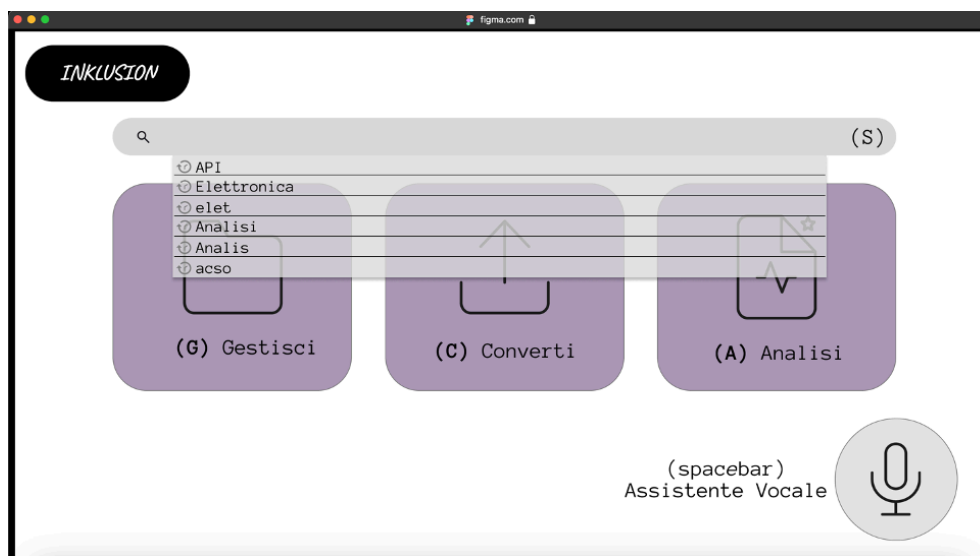 figma.com
INKLUSION
(S)
API
Elettronica
elet
Analisi
Analis
acso
(G) Gestisci
(C) Converti
(A) Analisi
(spacebar)
Assistente Vocale